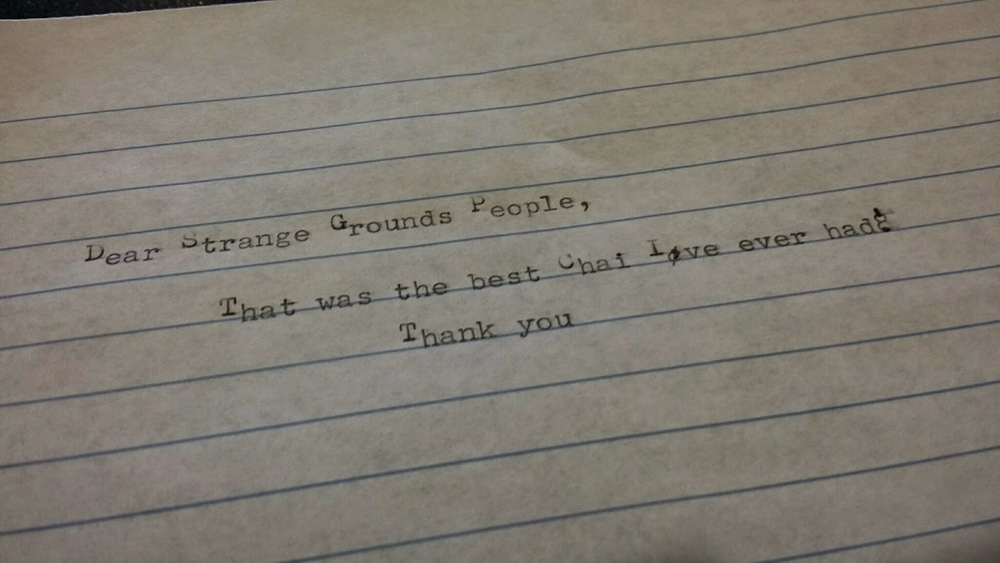 Dear Strange Grounds People,
That was the best Chai I've ever had
Thank you